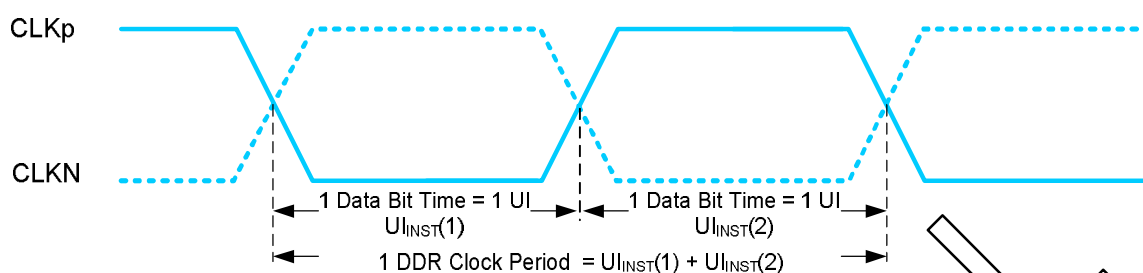 CLKp
CLKN
1 Data Bit Time = 1 UI
UIINST(1)
1 Data Bit Time = 1 UI
UIINST(2)
1 DDR Clock Period = UIINST(1) + UIINST(2)